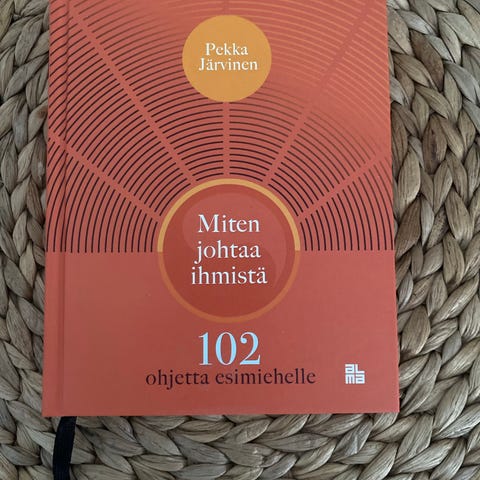 Pekka
Järvinen
Miten
johtaa
ihmistä
102
ohjetta esimiehelle
alma